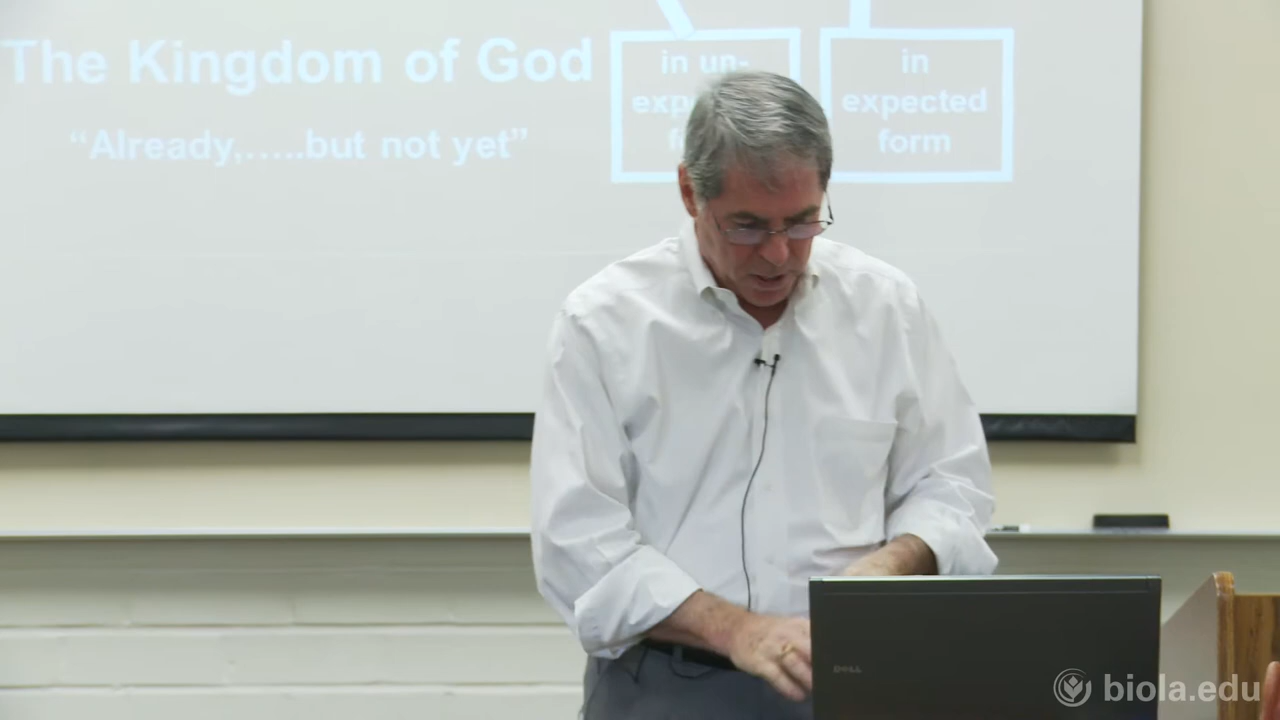 The Kingdom of God
“Already,…..but not yet”
in un-
in
expected
form
DELL
biola.edu